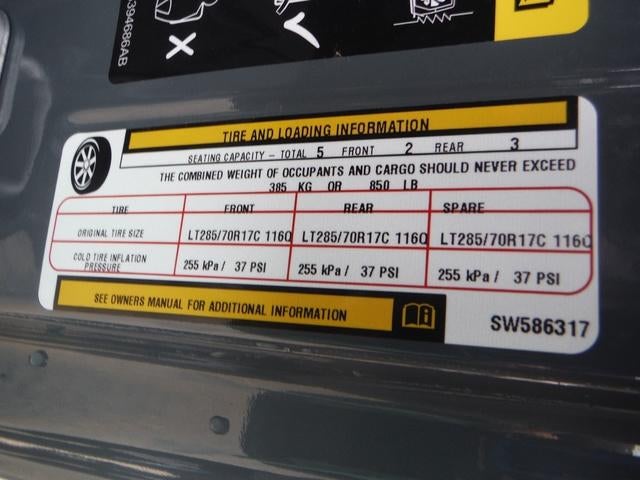 394686AB
TIRE AND LOADING INFORMATION
SEATING CAPACITY - TOTAL 5 FRONT 2 REAR 3
THE COMBINED WEIGHT OF OCCUPANTS AND CARGO SHOULD NEVER EXCEED
385 KG OR 850 LB
TIRE FRONT REAR SPARE
ORIGINAL TIRE SIZE LT285/70R17C 116Q LT285/70R17C 116Q LT285/70R17C 116Q
COLD TIRE INFLATION
PRESSURE 255 kPa / 37 PSI 255 kPa / 37 PSI 255 kPa / 37 PSI
SEE OWNERS MANUAL FOR ADDITIONAL INFORMATION
SW586317